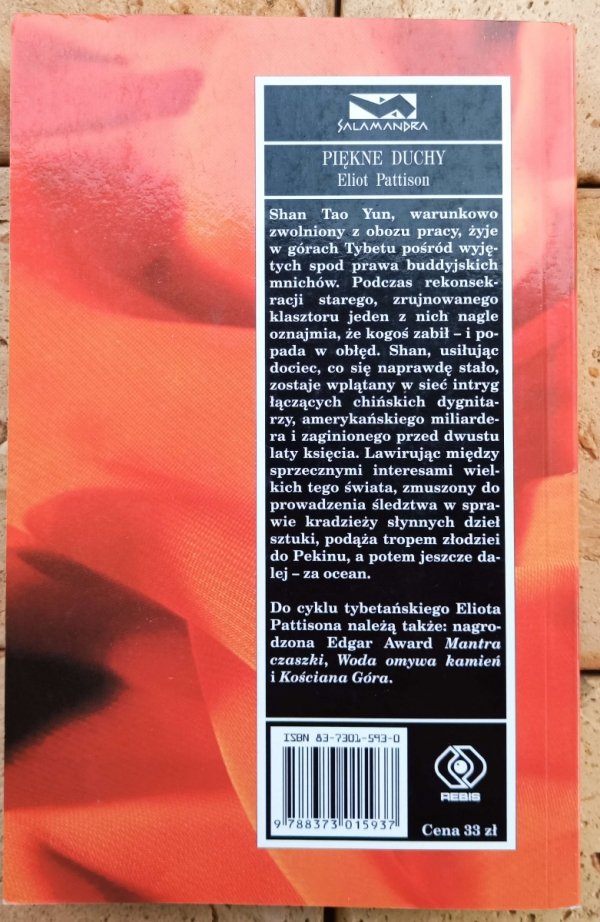 SALAMANDRA
PIĘKNE DUCHY
Eliot Pattison
Shan Tao Yun, warunkowo
zwolniony z obozu pracy, żyje
w górach Tybetu pośród wyję-
tych spod prawa buddyjskich
mnichów. Podczas rekonsek-
racji starego, zrujnowanego
klasztoru jeden z nich nagle
oznajmia, że kogoś zabił – i po-
pada w obłęd. Shan, usiłując
dociec, co się naprawdę stało,
zostaje wplątany w sieć intryg
łączących chińskich dygnita-
rzy, amerykańskiego miliarde-
ra i zaginionego przed dwustu
laty księcia. Lawirując między
sprzecznymi interesami wiel-
kich tego świata, zmuszony do
prowadzenia śledztwa w spra-
wie kradzieży słynnych dzieł
sztuki, podąża tropem złodziei
do Pekinu, a potem jeszcze da-
lej – za ocean.
Do cyklu tybetańskiego Eliota
Pattisona należą także: nagro-
dzona Edgar Award Mantra
czaszki, Woda omywa kamień
i Kościana Góra.
ISBN 83-7301-593-0
9 788373 015937
REBIS
Cena 33 zł